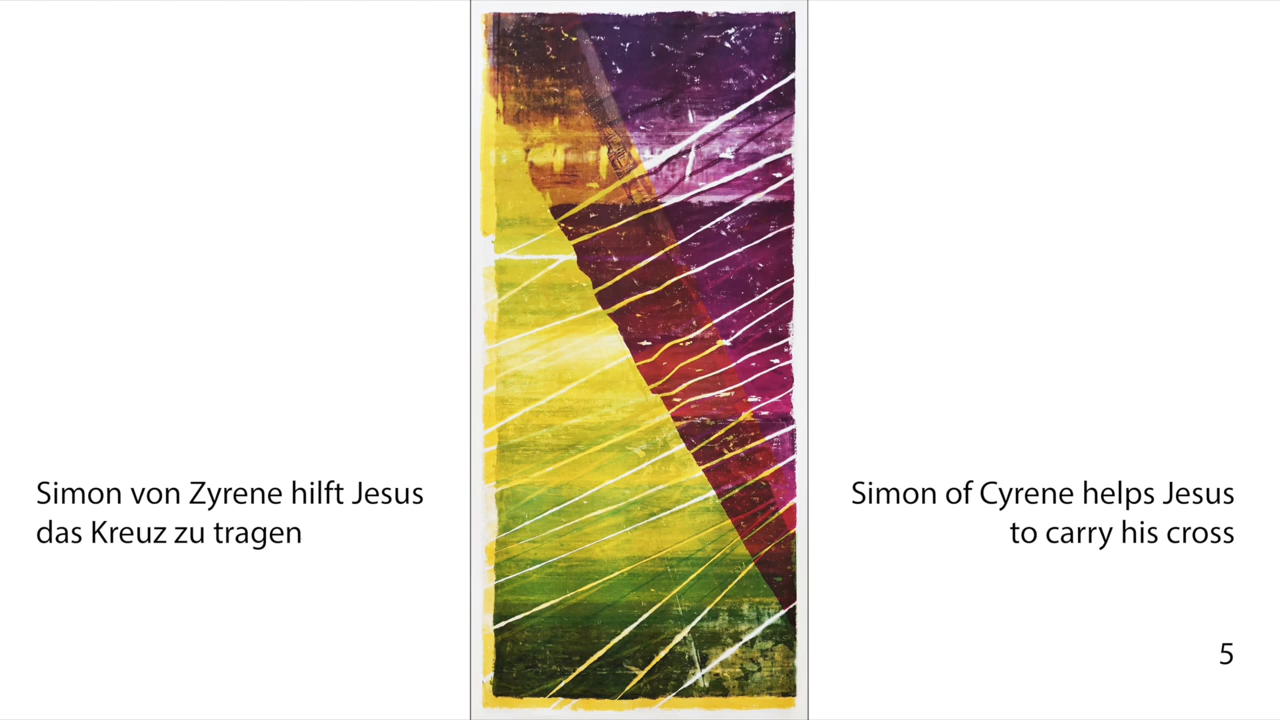 Simon von Zyrene hilft Jesus
das Kreuz zu tragen
Simon of Cyrene helps Jesus
to carry his cross
5